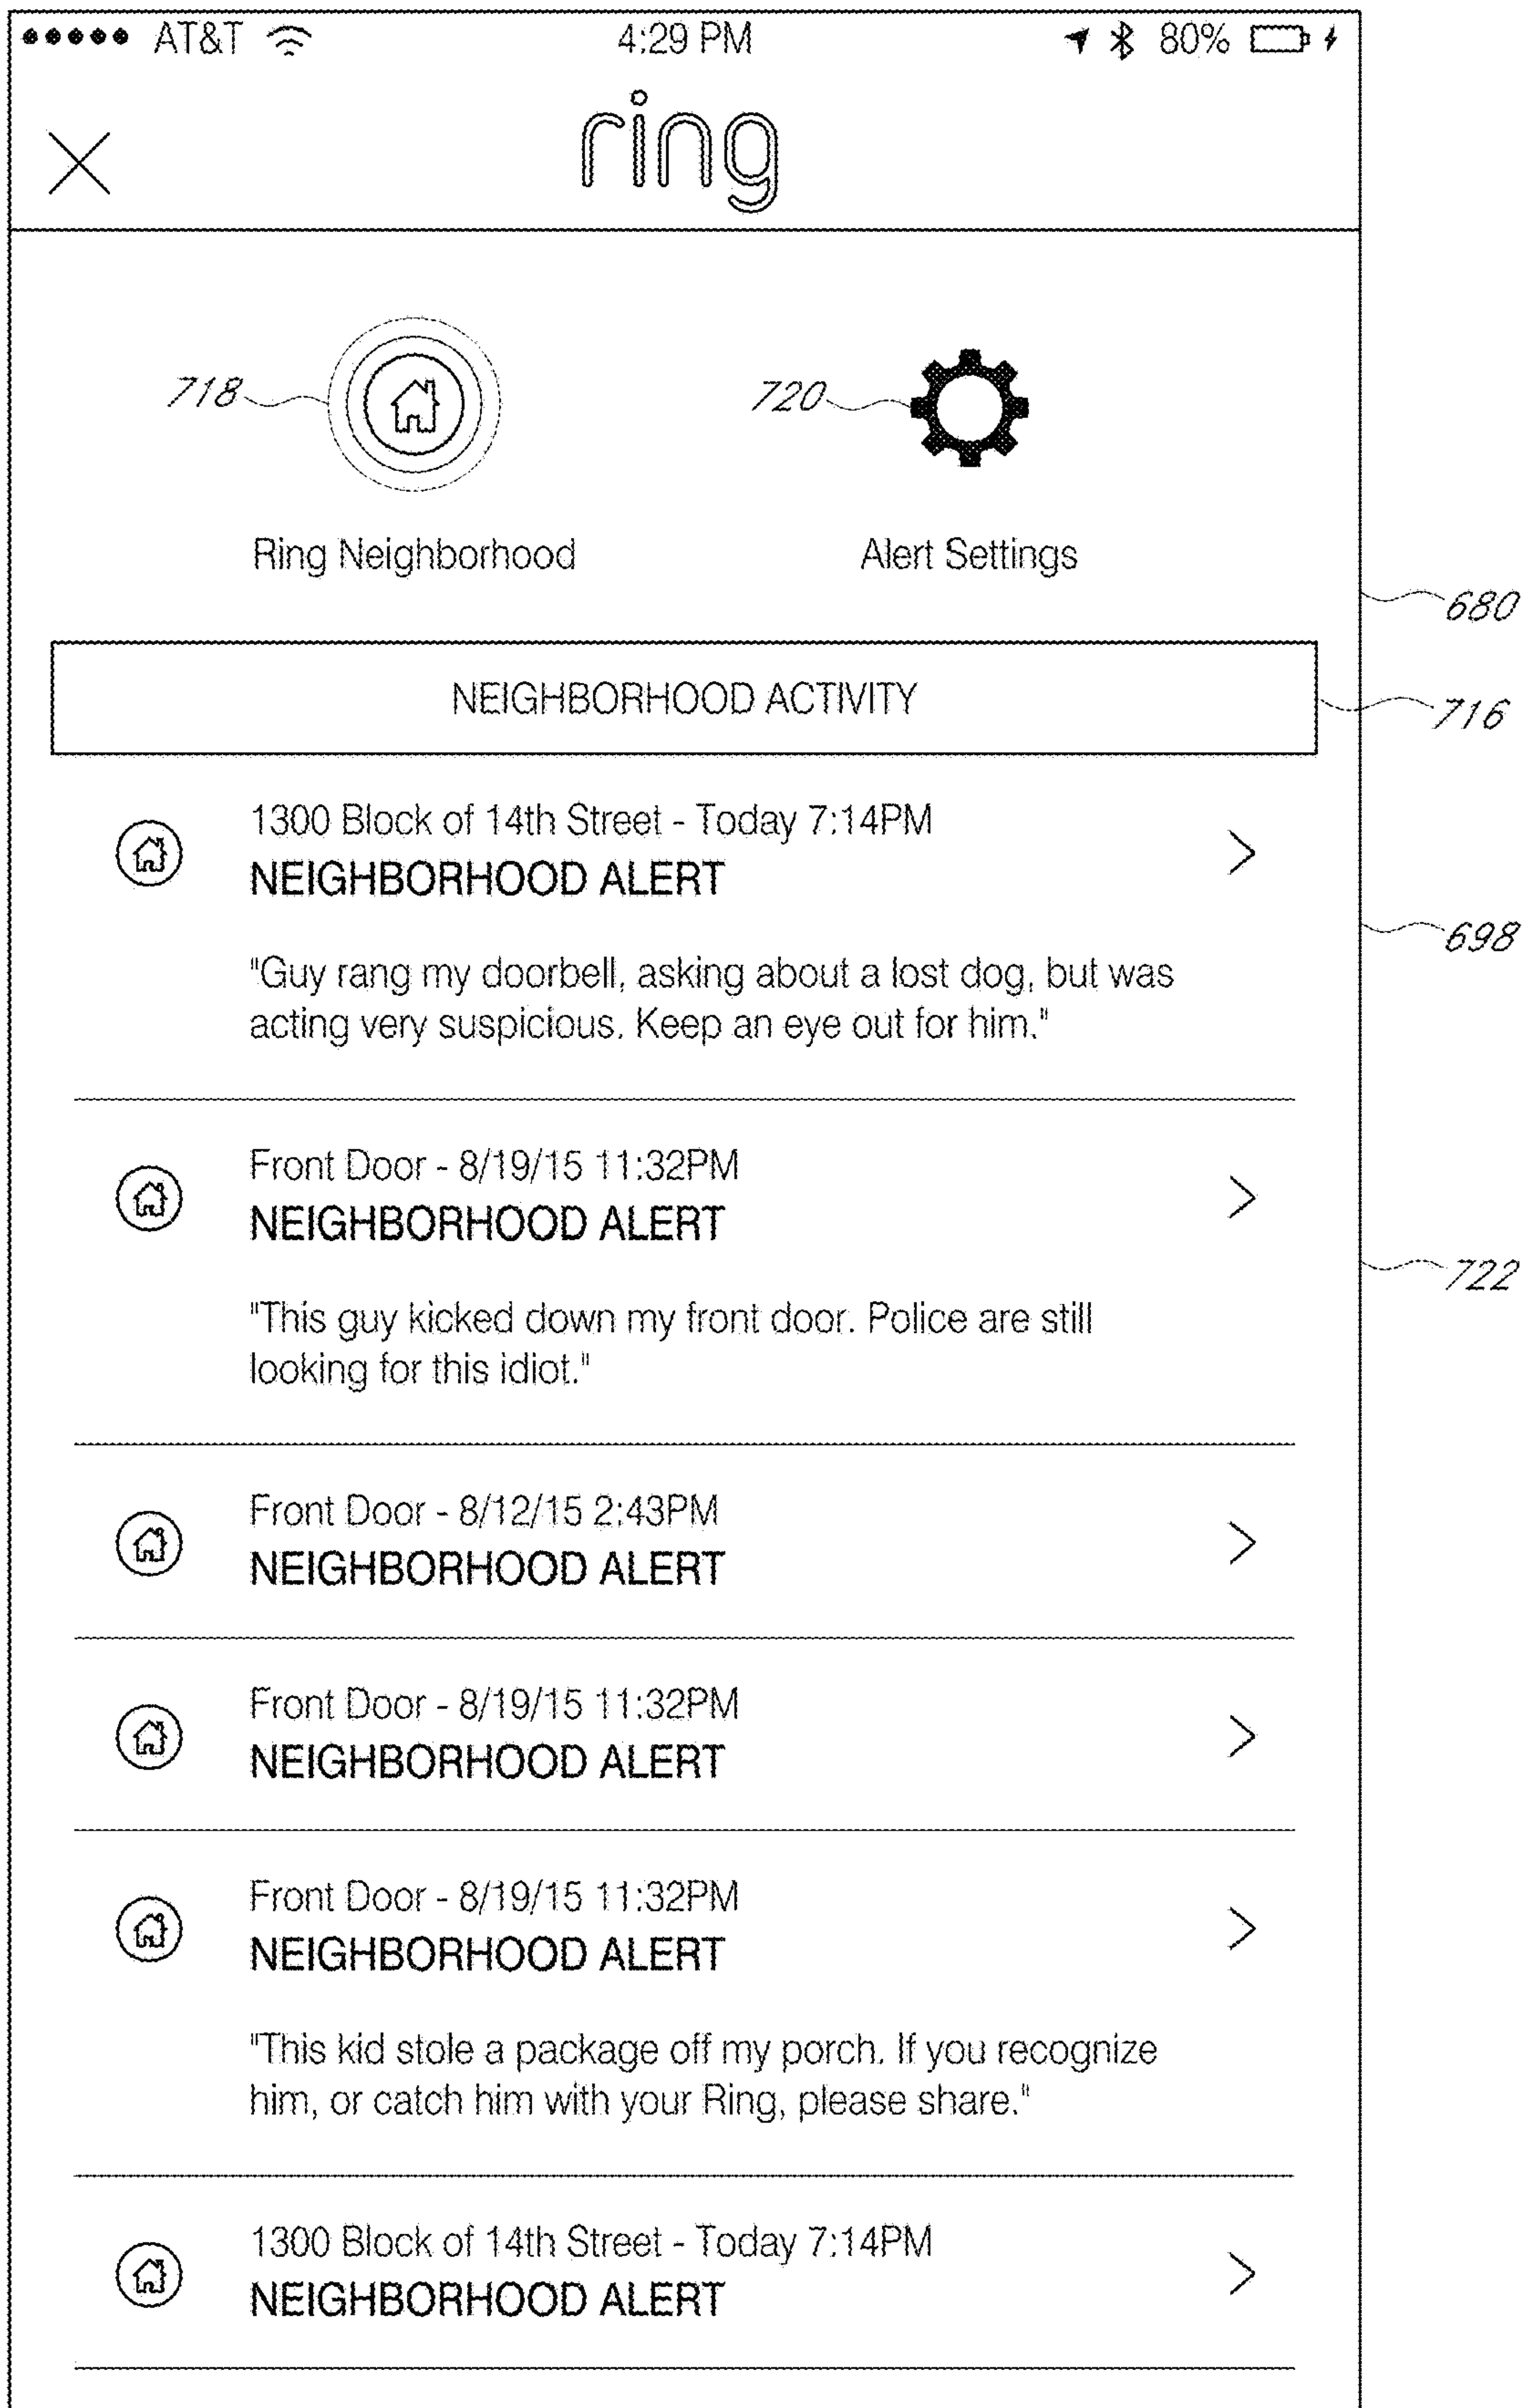 AT&T 4:29 PM 80%
ring
718 720
Ring Neighborhood Alert Settings
680
NEIGHBORHOOD ACTIVITY
716
1300 Block of 14th Street - Today 7:14PM
NEIGHBORHOOD ALERT
698
"Guy rang my doorbell, asking about a lost dog, but was
acting very suspicious. Keep an eye out for him."
Front Door - 8/19/15 11:32PM
NEIGHBORHOOD ALERT
722
"This guy kicked down my front door. Police are still
looking for this idiot."
Front Door - 8/12/15 2:43PM
NEIGHBORHOOD ALERT
Front Door - 8/19/15 11:32PM
NEIGHBORHOOD ALERT
Front Door - 8/19/15 11:32PM
NEIGHBORHOOD ALERT
"This kid stole a package off my porch. If you recognize
him, or catch him with your Ring, please share."
1300 Block of 14th Street - Today 7:14PM
NEIGHBORHOOD ALERT